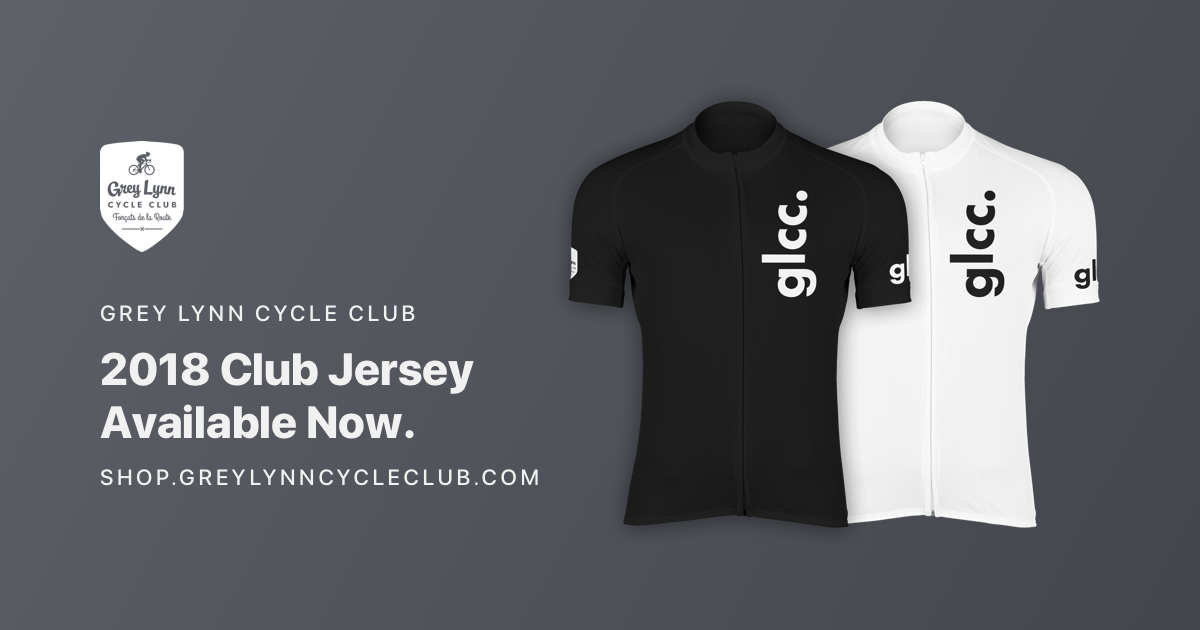 Grey Lynn
CYCLE CLUB
Forçats de la Route
GREY LYNN CYCLE CLUB
2018 Club Jersey
Available Now.
SHOP.GREYLYNNCYCLECLUB.COM
glcc.
gl
glcc.
gl